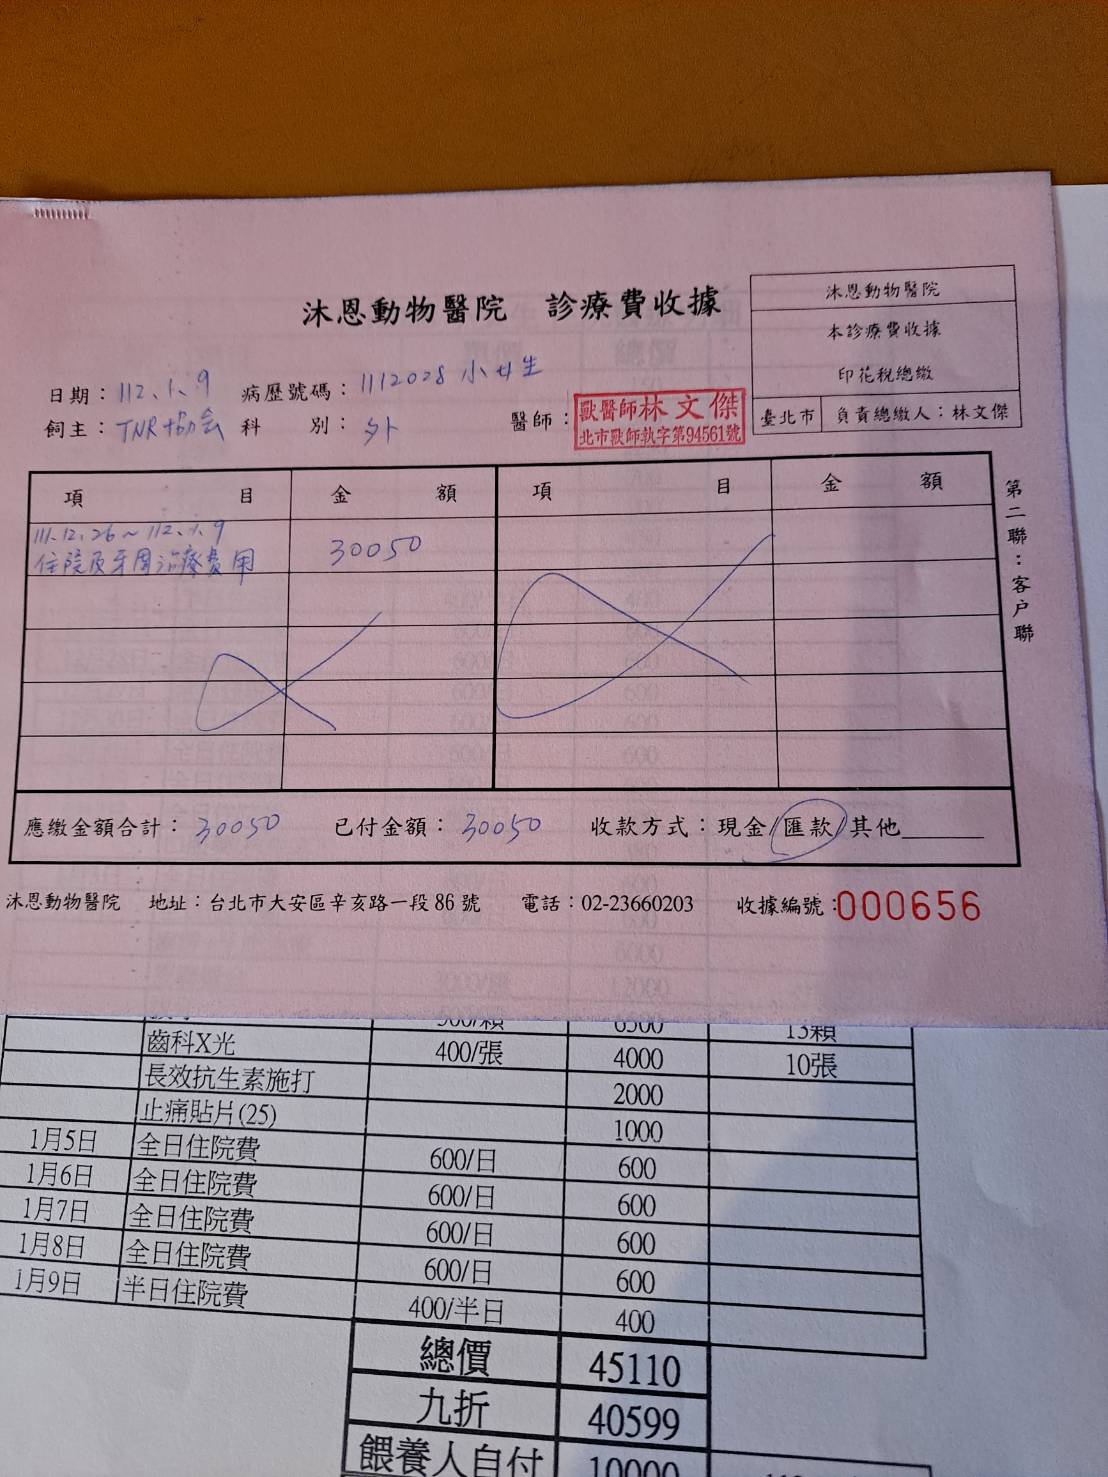 沐恩動物醫院 診療費收據
沐恩動物醫院
本診療費收據
印花稅總繳
臺北市 負責總繳人：林文傑
日期：112.1.9 病歷號碼：1112028 小女生
飼主：TNR協會 科 別：外 醫師：
獸醫師林文傑
北市獸師執字第94561號
項 目 金 額 項 目 金 額
111.12.26~112.1.9
住院及牙周治療費用 30050
應繳金額合計：30050 已付金額：30050 收款方式：現金/匯款/其他
第二聯：客戶聯
沐恩動物醫院 地址：台北市大安區辛亥路一段86號 電話：02-23660203 收據編號：000656
500/顆 6500 13顆
齒科X光 400/張 4000 10張
長效抗生素施打 2000
止痛貼片(25) 1000
1月5日 全日住院費 600/日 600
1月6日 全日住院費 600/日 600
1月7日 全日住院費 600/日 600
1月8日 全日住院費 600/日 600
1月9日 半日住院費 400/半日 400
總價 45110
九折 40599
餵養人自付 10000